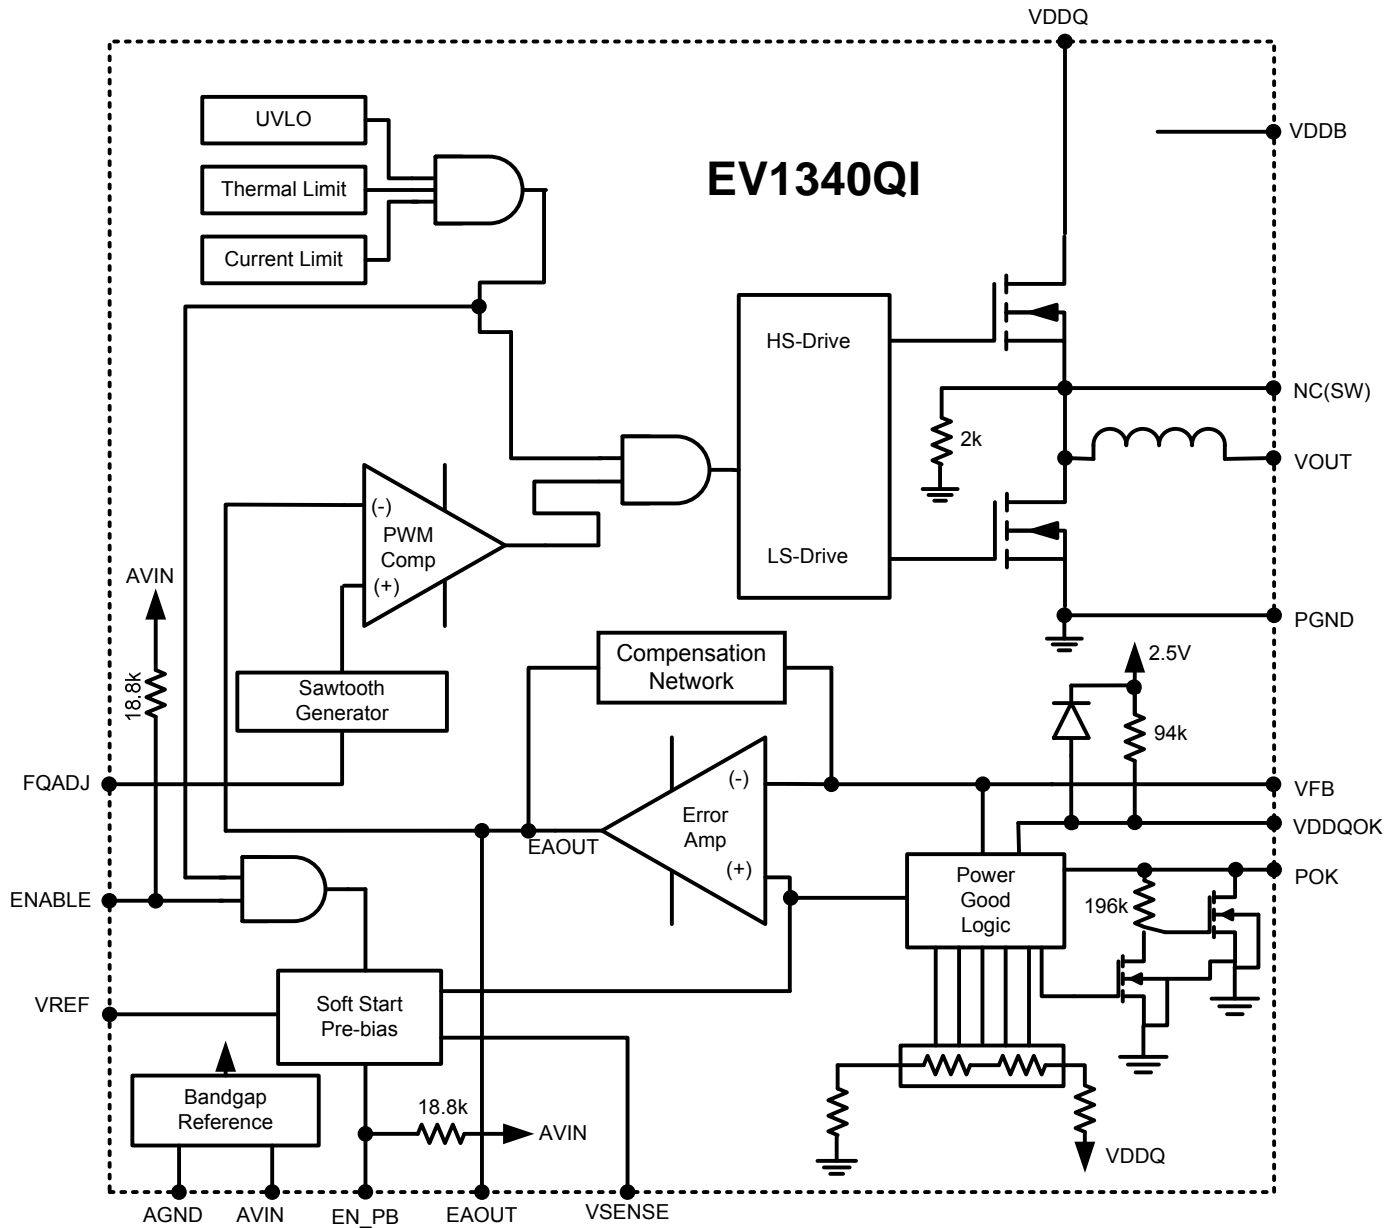 VDDQ
UVLO
VDDB
Thermal Limit
EV1340QI
Current Limit
HS-Drive
NC(SW)
2k
VOUT
(-)
PWM
Comp
(+)
LS-Drive
AVIN
PGND
Compensation
Network
2.5V
18.8k
Sawtooth
Generator
94k
FQADJ
(-)
VFB
Error
Amp
VDDQOK
EAOUT
(+)
Power
Good
Logic
POK
ENABLE
196k
VREF
Soft Start
Pre-bias
Bandgap
Reference
18.8k
AVIN
VDDQ
AGND
AVIN
EN_PB
EAOUT
VSENSE